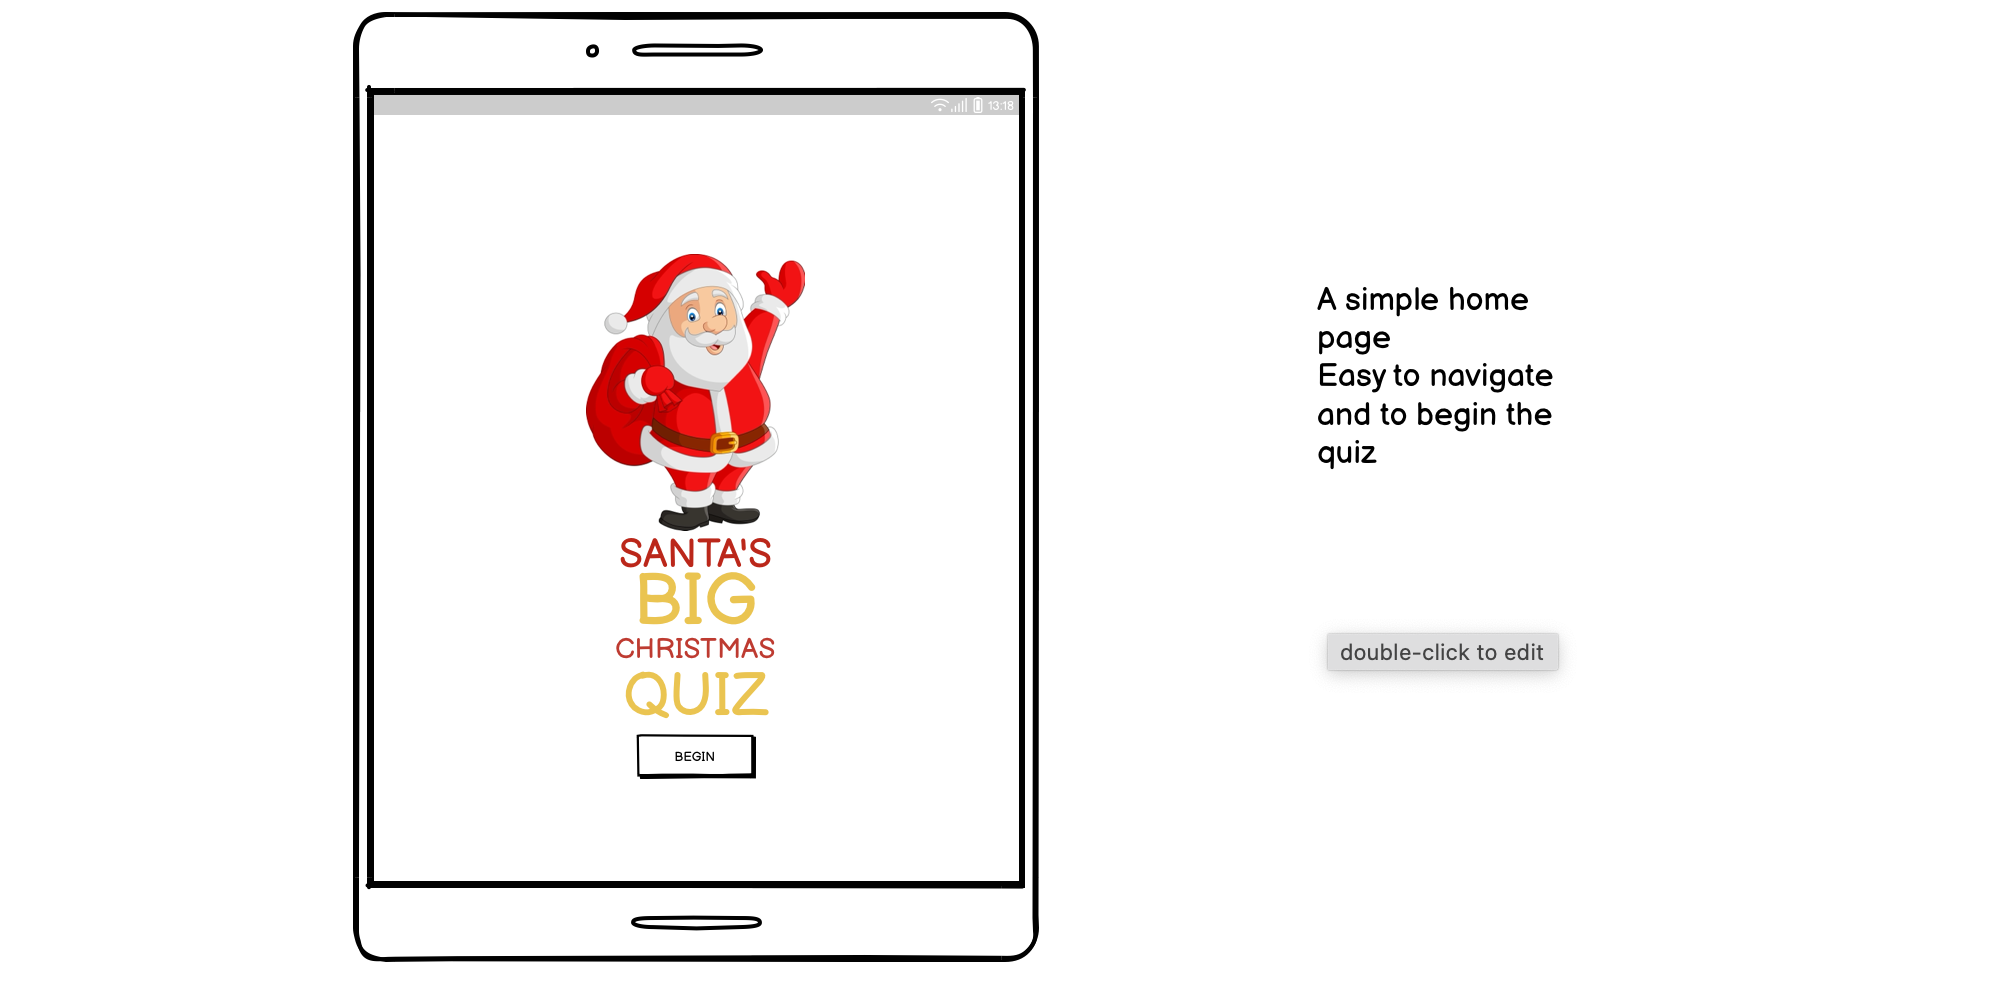 13:18
SANTA'S
BIG
CHRISTMAS
QUIZ
BEGIN
A simple home
page
Easy to navigate
and to begin the
quiz
double-click to edit